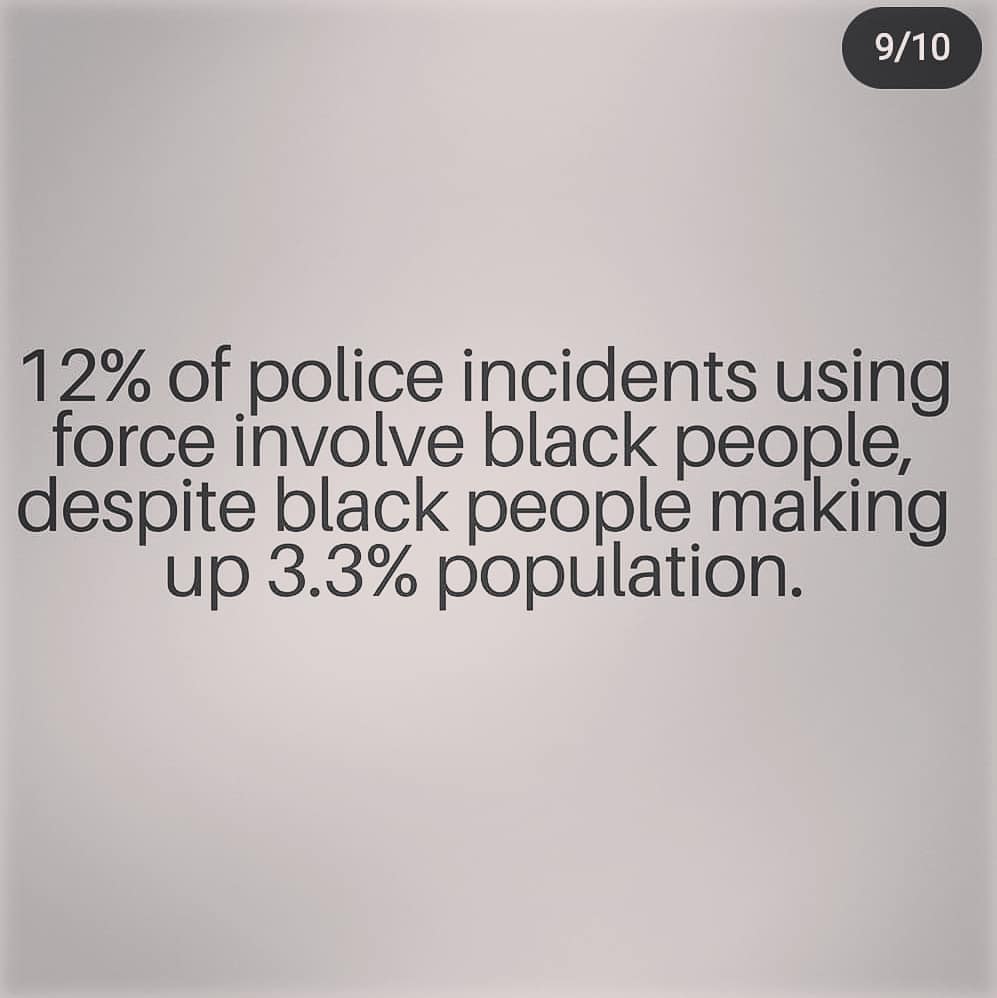 9/10
12% of police incidents using
force involve black people,
despite black people making
up 3.3% population.